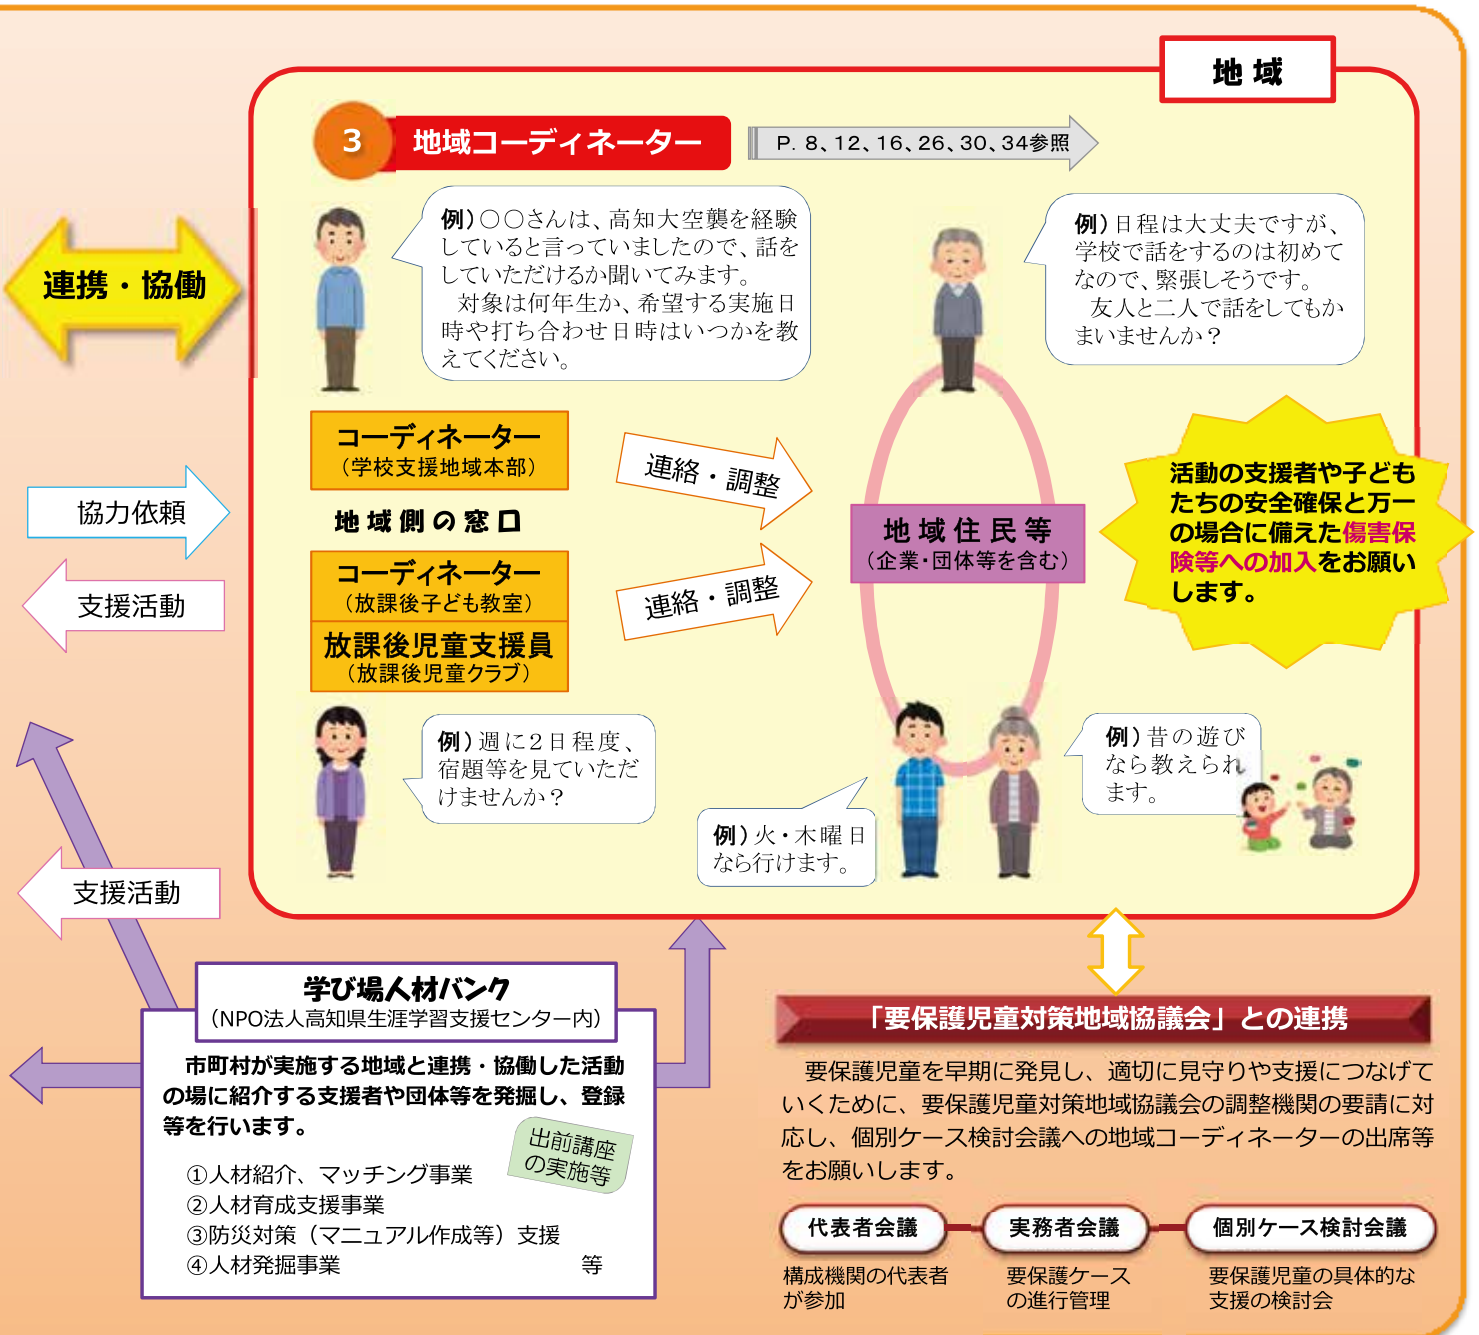 地域
3 地域コーディネーター
P. 8、12、16、26、30、34参照
連携・協働
例)○○さんは、高知大空襲を経験
していると言っていましたので、話を
していただけるか聞いてみます。
対象は何年生か、希望する実施日
時や打ち合わせ日時はいつかを教
えてください。
例)日程は大丈夫ですが、
学校で話をするのは初めて
なので、緊張しそうです。
友人と二人で話をしてもか
まいませんか？
コーディネーター
（学校支援地域本部）
地域側の窓口
コーディネーター
（放課後子ども教室）
放課後児童支援員
（放課後児童クラブ）
連絡・調整
連絡・調整
地域住民等
（企業・団体等を含む）
活動の支援者や子ども
たちの安全確保と万一
の場合に備えた傷害保
険等への加入をお願い
します。
協力依頼
支援活動
支援活動
例)週に2日程度、
宿題等を見ていただ
けませんか？
例)火・木曜日
なら行けます。
例)昔の遊び
なら教えられ
ます。
学び場人材バンク
（NPO法人高知県生涯学習支援センター内）
市町村が実施する地域と連携・協働した活動
の場に紹介する支援者や団体等を発掘し、登録
等を行います。
出前講座
の実施等
①人材紹介、マッチング事業
②人材育成支援事業
③防災対策（マニュアル作成等）支援
④人材発掘事業 等
「要保護児童対策地域協議会」との連携
要保護児童を早期に発見し、適切に見守りや支援につなげて
いくために、要保護児童対策地域協議会の調整機関の要請に対
応し、個別ケース検討会議への地域コーディネーターの出席等
をお願いします。
代表者会議
実務者会議
個別ケース検討会議
構成機関の代表者
が参加
要保護ケース
の進行管理
要保護児童の具体的な
支援の検討会